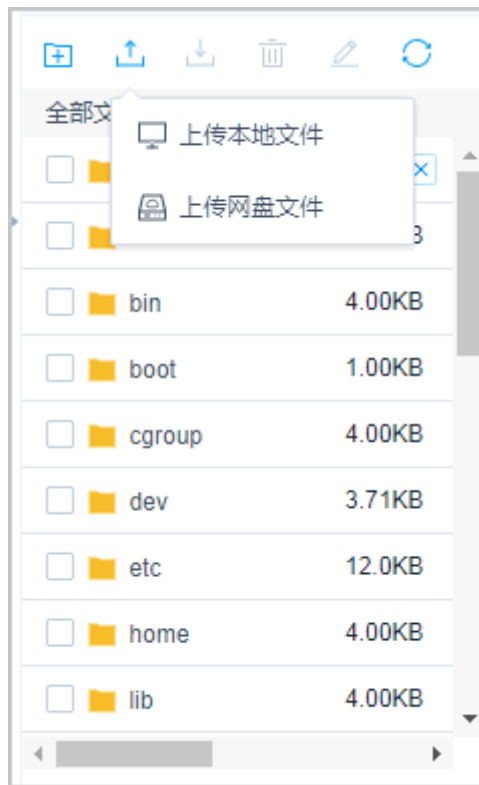 全部文
上传本地文件
上传网盘文件
bin 4.00KB
boot 1.00KB
cgroup 4.00KB
dev 3.71KB
etc 12.0KB
home 4.00KB
lib 4.00KB